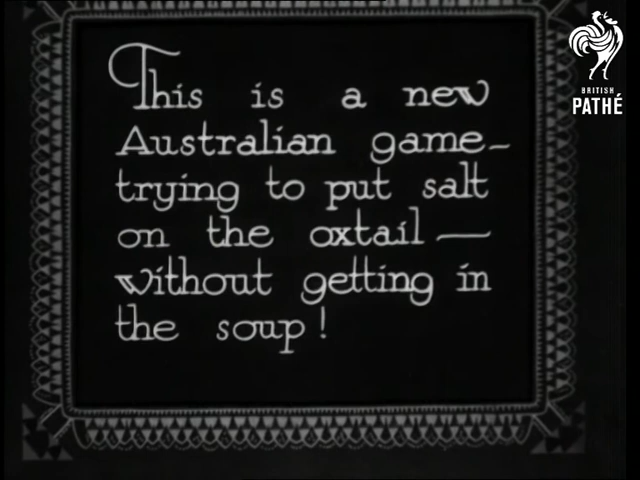 This is a new
Australian game–
trying to put salt
on the oxtail —
without getting in
the soup!
BRITISH
PATHÉ